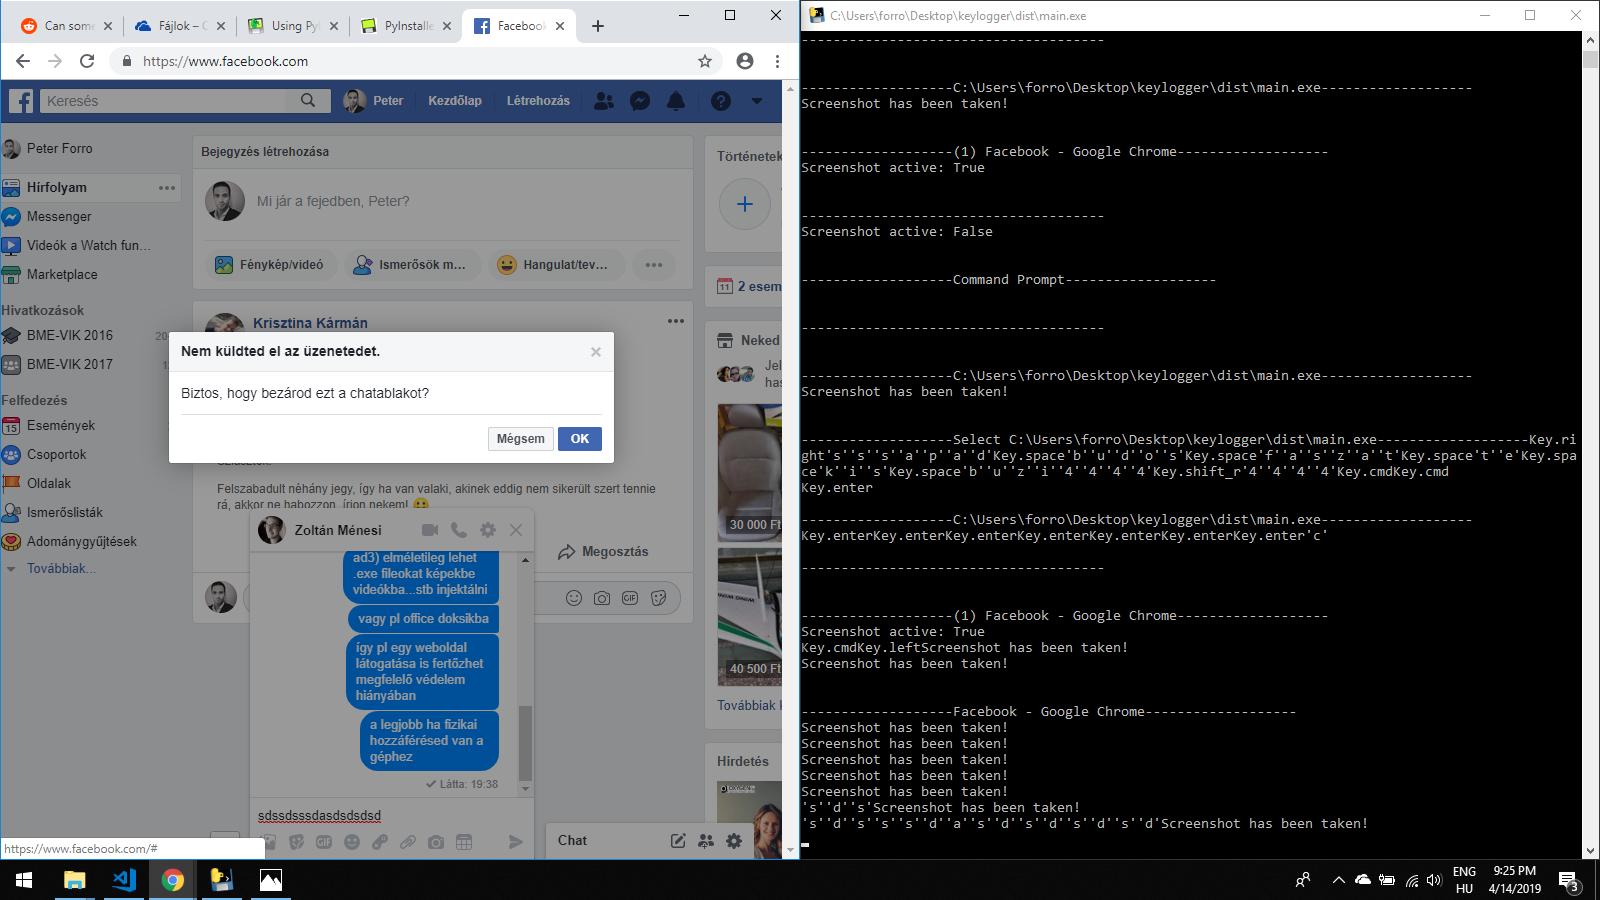 Can some
Fájlok – C
Using PyI
PyInstalle
Facebook
https://www.facebook.com
Keresés
Peter
Kezdőlap
Létrehozás
Peter Forro
Hírfolyam
Messenger
Videók a Watch fun...
Marketplace
Hivatkozások
BME-VIK 2016
BME-VIK 2017
Felfedezés
Események
Csoportok
Oldalak
Ismerőslisták
Adománygyűjtések
Továbbiak...
https://www.facebook.com/#
Bejegyzés létrehozása
Mi jár a fejedben, Peter?
Fénykép/videó
Ismerősök m...
Hangulat/tev...
Krisztina Kármán
Nem küldted el az üzenetedet.
Biztos, hogy bezárod ezt a chatablakot?
Mégsem
OK
Felszabadult néhány jegy, így ha van valaki, akinek eddig nem sikerült szert tennie
rá, akkor ne habozzon, írjon nekem!
Megosztás
Zoltán Ménesi
ad3) elméletileg lehet
.exe fileokat képekbe
videókba...stb injektálni
vagy pl office doksikba
így pl egy weboldal
látogatása is fertőzhet
megfelelő védelem
hiányában
a legjobb ha fizikai
hozzáférésed van a
géphez
Látta: 19:38
sdssdsssdasdsdsdsd
GIF
GIF
Chat
Történetek
11
2 esem
Neked
Jel
has
30 000 Ft
40 500 Ft
Továbbiak
Hirdetés
C:\Users\forro\Desktop\keylogger\dist\main.exe
--------------------------------------
-------------------C:\Users\forro\Desktop\keylogger\dist\main.exe-------------------
Screenshot has been taken!
-------------------(1) Facebook - Google Chrome-------------------
Screenshot active: True
--------------------------------------
Screenshot active: False
-------------------Command Prompt-------------------
--------------------------------------
-------------------C:\Users\forro\Desktop\keylogger\dist\main.exe-------------------
Screenshot has been taken!
-------------------Select C:\Users\forro\Desktop\keylogger\dist\main.exe-------------------Key.ri
ght's''s''s''a''p''a''d'Key.space'b''u''d''o''s'Key.space'f''a''s''z''a''t'Key.space't''e'Key.spa
ce'k''i''s'Key.space'b''u''z''i''4''4''4''4'Key.shift_r'4''4''4''4'Key.cmdKey.cmd
Key.enter
-------------------C:\Users\forro\Desktop\keylogger\dist\main.exe-------------------
Key.enterKey.enterKey.enterKey.enterKey.enterKey.enterKey.enter'c'
--------------------------------------
-------------------(1) Facebook - Google Chrome-------------------
Screenshot active: True
Key.cmdKey.leftScreenshot has been taken!
Screenshot has been taken!
-------------------Facebook - Google Chrome-------------------
Screenshot has been taken!
Screenshot has been taken!
Screenshot has been taken!
Screenshot has been taken!
Screenshot has been taken!
's''d''s'Screenshot has been taken!
's''d''s''s''s''d''a''s''d''s''d''s''d''s''d'Screenshot has been taken!
ENG
HU
9:25 PM
4/14/2019
3